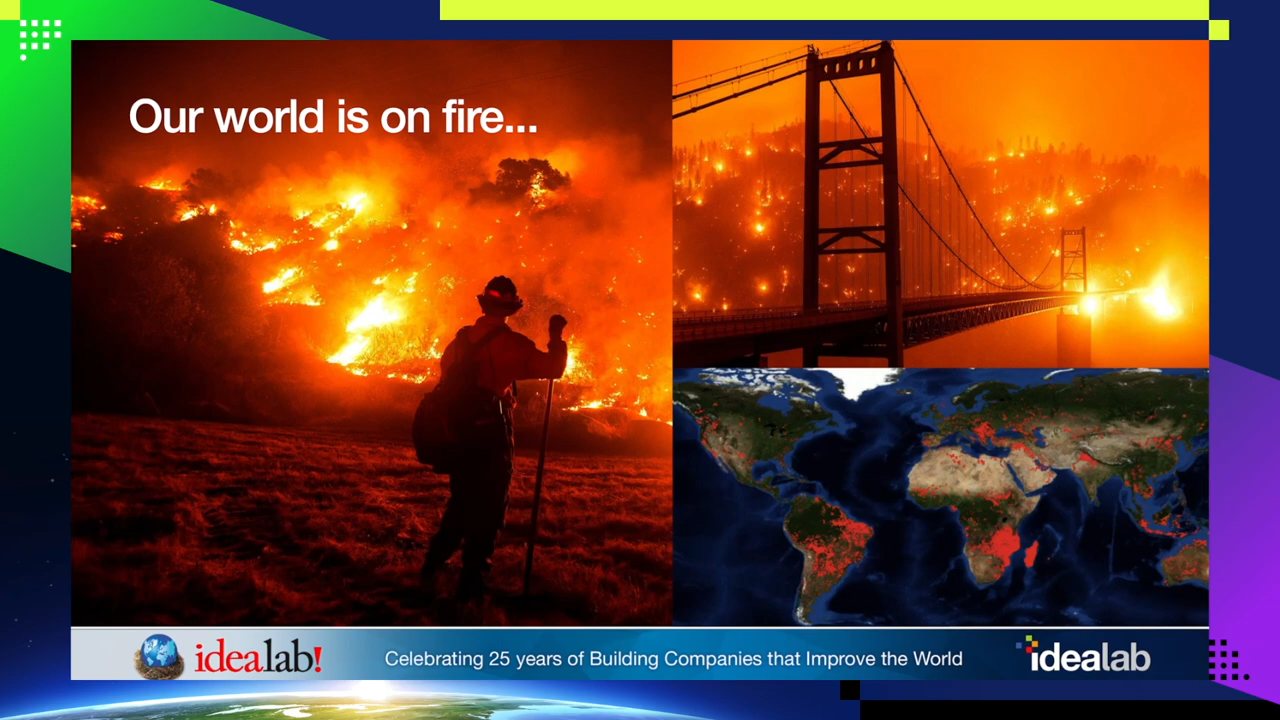 Our world is on fire...
idealab!
Celebrating 25 years of Building Companies that Improve the World
idealab